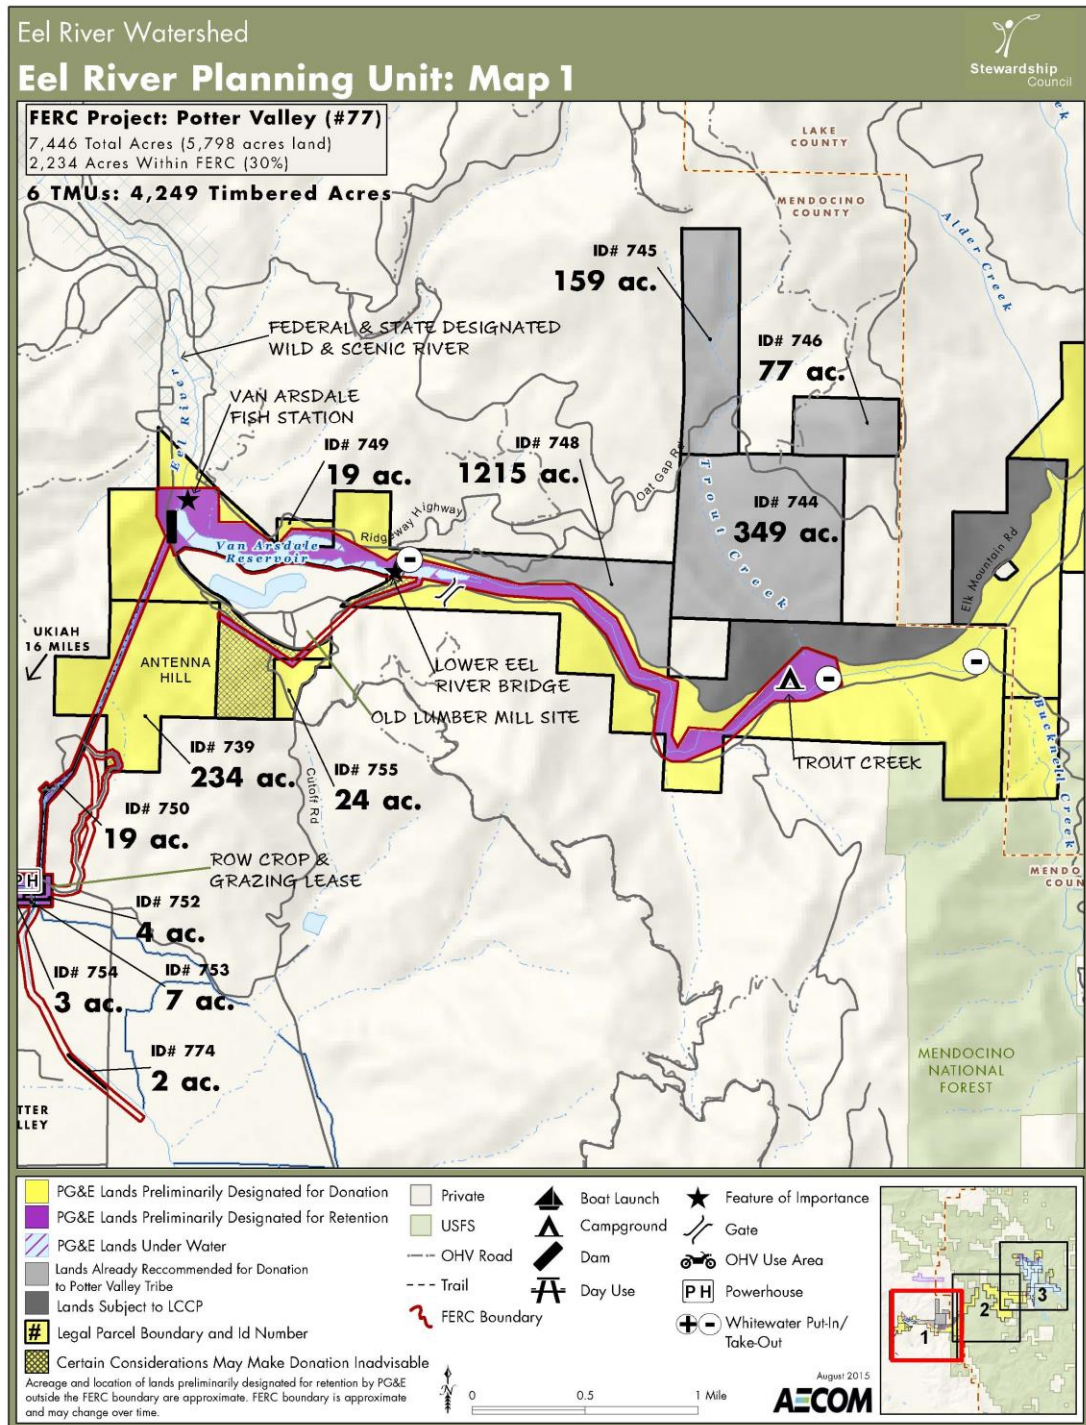 Eel River Watershed
Eel River Planning Unit: Map 1
Stewardship
Council
FERC Project: Potter Valley (#77)
7,446 Total Acres (5,798 acres land)
2,234 Acres Within FERC (30%)
6 TMUs: 4,249 Timbered Acres
LAKE
COUNTY
MENDOCINO
COUNTY
Alder Creek
ID# 745
159 ac.
ID# 746
77 ac.
FEDERAL & STATE DESIGNATED
WILD & SCENIC RIVER
Eel River
VAN ARSDALE
FISH STATION
ID# 749
19 ac.
ID# 748
1215 ac.
Oat Gap Rd
Trout Creek
ID# 744
349 ac.
Ridgeway Highway
Van Arsdale
Reservoir
Elk Mountain Rd
UKIAH
16 MILES
ANTENNA
HILL
LOWER EEL
RIVER BRIDGE
OLD LUMBER MILL SITE
TROUT CREEK
Bucknell Creek
ID# 739
234 ac.
ID# 755
24 ac.
Cutoff Rd
ID# 750
19 ac.
ROW CROP &
GRAZING LEASE
PH
ID# 752
4 ac.
ID# 754
3 ac.
ID# 753
7 ac.
ID# 774
2 ac.
TTER
LLEY
MENDO
COUN
MENDOCINO
NATIONAL
FOREST
PG&E Lands Preliminarily Designated for Donation
PG&E Lands Preliminarily Designated for Retention
PG&E Lands Under Water
Lands Already Reccommended for Donation
to Potter Valley Tribe
Lands Subject to LCCP
# Legal Parcel Boundary and Id Number
Certain Considerations May Make Donation Inadvisable
Acreage and location of lands preliminarily designated for retention by PG&E
outside the FERC boundary are approximate. FERC boundary is approximate
and may change over time.
Private
USFS
OHV Road
Trail
FERC Boundary
Boat Launch
Campground
Dam
Day Use
Feature of Importance
Gate
OHV Use Area
PH Powerhouse
Whitewater Put-In/
Take-Out
N
0 0.5 1 Mile
August 2015
AECOM
1
2
3